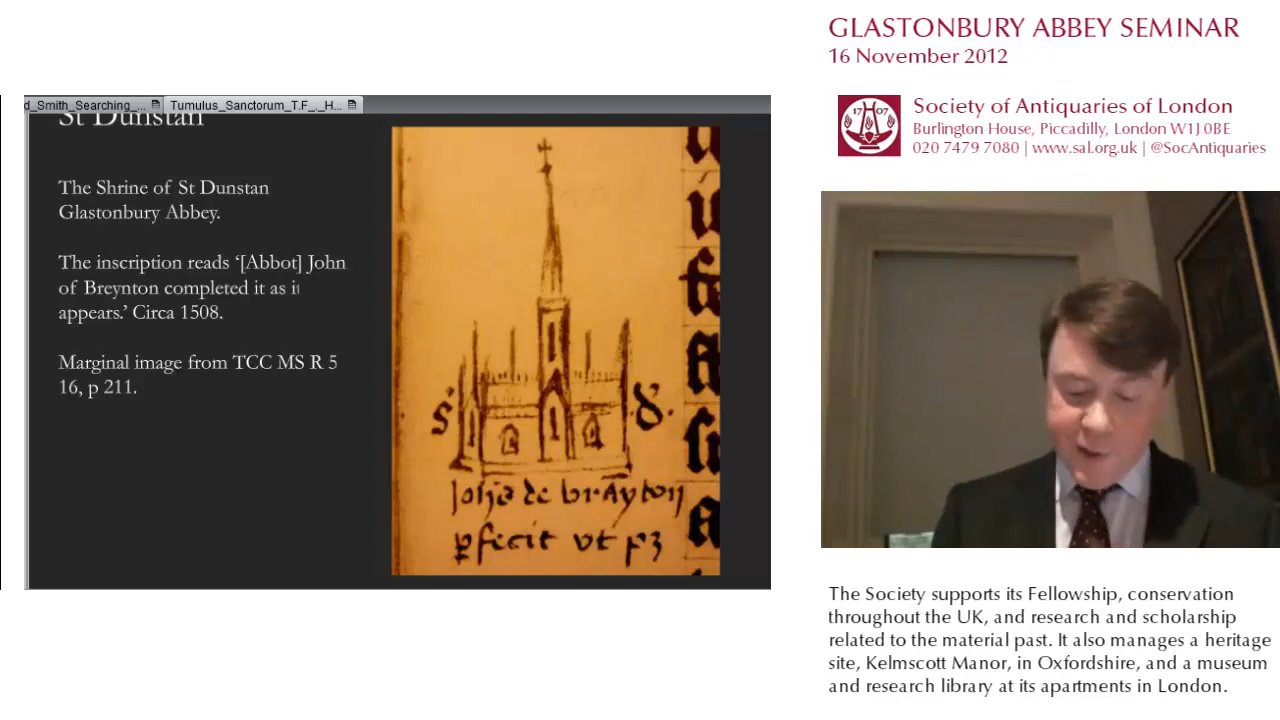 GLASTONBURY ABBEY SEMINAR
16 November 2012
1707
Society of Antiquaries of London
Burlington House, Piccadilly, London W1J 0BE
020 7479 7080 | www.sal.org.uk | @SocAntiquaries
d_Smith_Searching_...
Tumulus_Sanctorum_T.F_._H...
St Dunstan
The Shrine of St Dunstan
Glastonbury Abbey.
The inscription reads ‘[Abbot] John
of Breynton completed it as it
appears.’ Circa 1508.
Marginal image from TCC MS R 5
16, p 211.
S. D.
de brayton
The Society supports its Fellowship, conservation
throughout the UK, and research and scholarship
related to the material past. It also manages a heritage
site, Kelmscott Manor, in Oxfordshire, and a museum
and research library at its apartments in London.